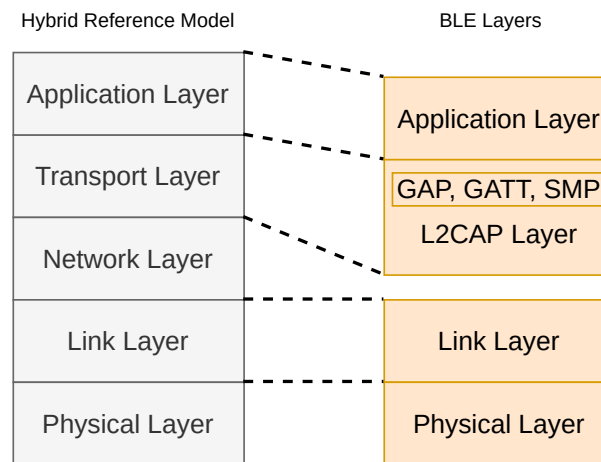 Hybrid Reference Model
Application Layer
Transport Layer
Network Layer
Link Layer
Physical Layer
BLE Layers
Application Layer
GAP, GATT, SMP
L2CAP Layer
Link Layer
Physical Layer